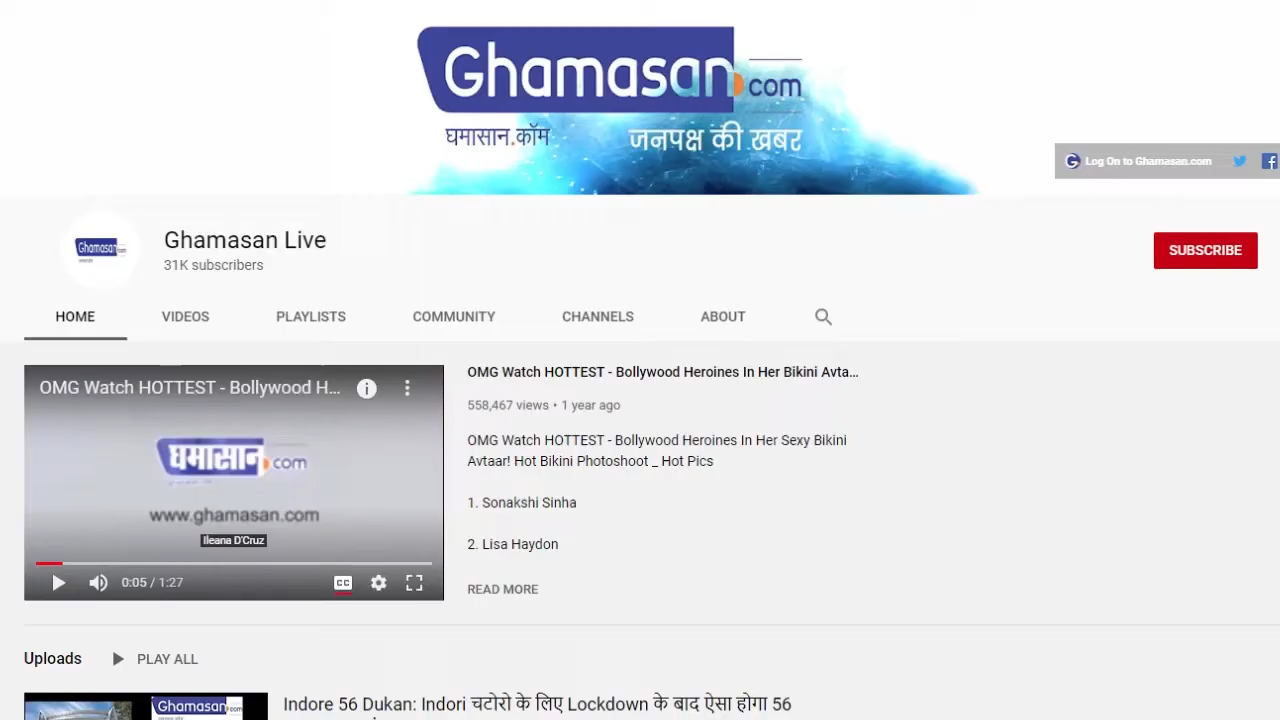 Ghamasan.com
घमासान.कॉम
जनपक्ष की खबर
Log On to Ghamasan.com
Ghamasan.com
Ghamasan Live
31K subscribers
SUBSCRIBE
HOME VIDEOS PLAYLISTS COMMUNITY CHANNELS ABOUT
OMG Watch HOTTEST - Bollywood H...
घमासान.com
www.ghamasan.com
Ileana D'Cruz
0:05 / 1:27
CC
OMG Watch HOTTEST - Bollywood Heroines In Her Bikini Avta...
558,467 views • 1 year ago
OMG Watch HOTTEST - Bollywood Heroines In Her Sexy Bikini
Avtaar! Hot Bikini Photoshoot _ Hot Pics
1. Sonakshi Sinha
2. Lisa Haydon
READ MORE
Uploads PLAY ALL
Ghamasan
Indore 56 Dukan: Indori चटोरो के लिए Lockdown के बाद ऐसा होगा 56